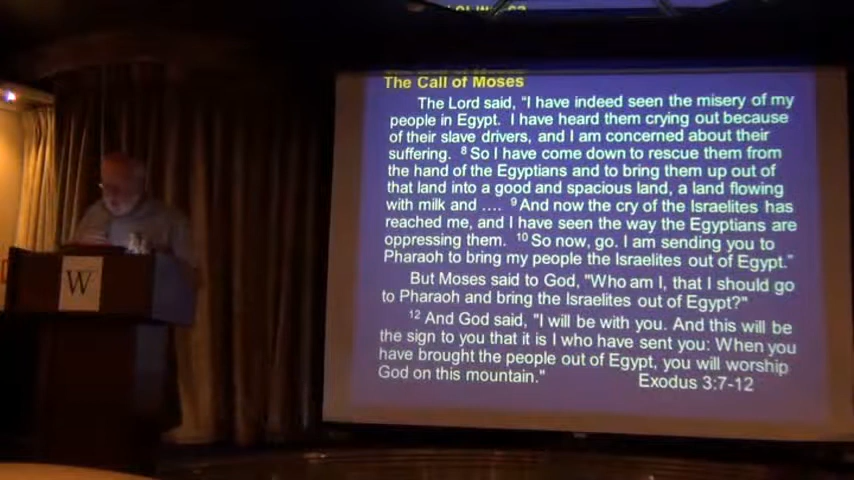 The Call of Moses
The Lord said, "I have indeed seen the misery of my
people in Egypt. I have heard them crying out because
of their slave drivers, and I am concerned about their
suffering. 8 So I have come down to rescue them from
the hand of the Egyptians and to bring them up out of
that land into a good and spacious land, a land flowing
with milk and .... 9 And now the cry of the Israelites has
reached me, and I have seen the way the Egyptians are
oppressing them. 10 So now, go. I am sending you to
Pharaoh to bring my people the Israelites out of Egypt."
But Moses said to God, "Who am I, that I should go
to Pharaoh and bring the Israelites out of Egypt?"
12 And God said, "I will be with you. And this will be
the sign to you that it is I who have sent you: When you
have brought the people out of Egypt, you will worship
God on this mountain." Exodus 3:7-12
W